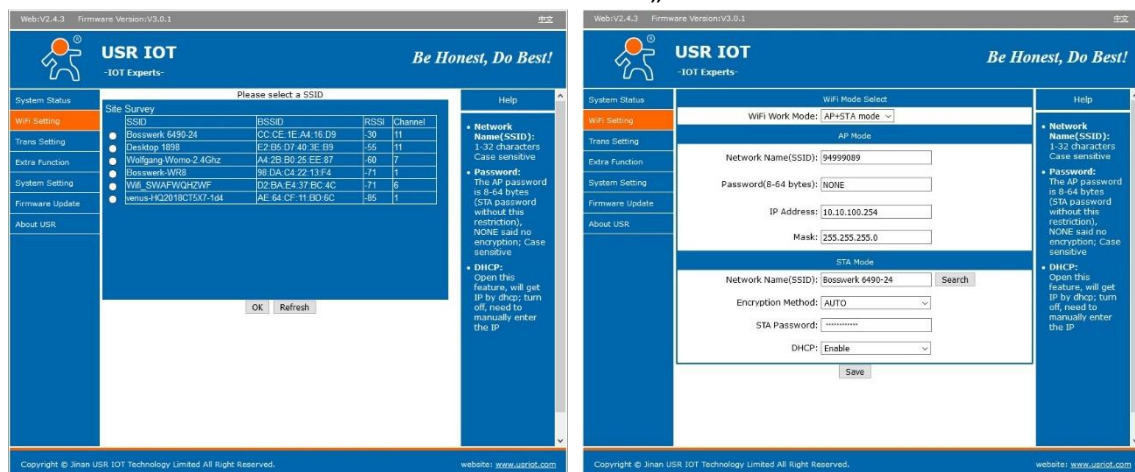 „
Web:V2.4.3 Firmware Version:V3.0.1 中文
USR IOT
-IOT Experts-
Be Honest, Do Best!
System Status
WiFi Setting
Trans Setting
Extra Function
System Setting
Firmware Update
About USR
Please select a SSID
Site Survey
SSID BSSID RSSI Channel
Bosswerk 6490-24 CC:CE:1E:A4:16:D9 -30 11
Desktop 1898 E2:B5:D7:40:3E:B9 -55 11
Wolfgang-Womo-2.4Ghz A4:2B:B0:25:EE:87 -60 7
Bosswerk-WR8 98:DA:C4:22:13:F4 -71 1
Wifi_SWAFWQHZWF D2:BA:E4:37:BC:4C -71 6
venus-HQ2018CT5X7-1d4 AE:64:CF:11:BD:6C -85 1
OK Refresh
Help
• Network
Name(SSID):
1-32 characters
Case sensitive
• Password:
The AP password
is 8-64 bytes
(STA password
without this
restriction),
NONE said no
encryption; Case
sensitive
• DHCP:
Open this
feature, will get
IP by dhcp; turn
off, need to
manually enter
the IP
Copyright © Jinan USR IOT Technology Limited All Right Reserved. website: www.usriot.com
Web:V2.4.3 Firmware Version:V3.0.1 中文
USR IOT
-IOT Experts-
Be Honest, Do Best!
System Status
WiFi Setting
Trans Setting
Extra Function
System Setting
Firmware Update
About USR
WiFi Mode Select
WiFi Work Mode: AP+STA mode
AP Mode
Network Name(SSID): 94999089
Password(8-64 bytes): NONE
IP Address: 10.10.100.254
Mask: 255.255.255.0
STA Mode
Network Name(SSID): Bosswerk 6490-24 Search
Encryption Method: AUTO
STA Password: ············
DHCP: Enable
Save
Help
• Network
Name(SSID):
1-32 characters
Case sensitive
• Password:
The AP password
is 8-64 bytes
(STA password
without this
restriction),
NONE said no
encryption; Case
sensitive
• DHCP:
Open this
feature, will get
IP by dhcp; turn
off, need to
manually enter
the IP
Copyright © Jinan USR IOT Technology Limited All Right Reserved. website: www.usriot.com